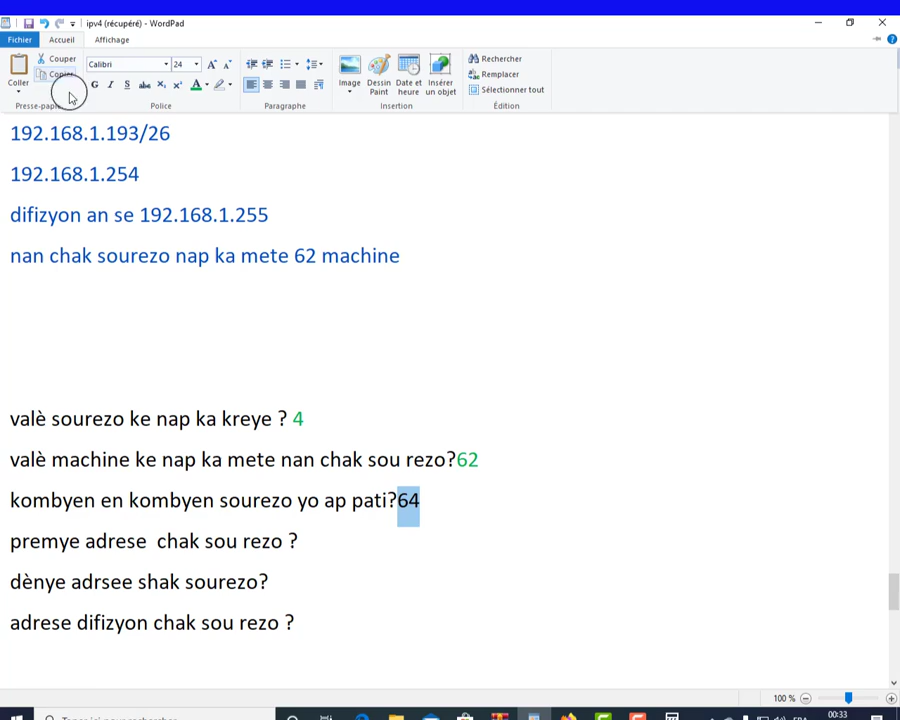 ipv4 (récupéré) - WordPad
Fichier Accueil Affichage
Coller
Couper
Copier
Calibri 24
G I S abc X₂ X² A
Image
Dessin Paint
Date et heure
Insérer un objet
Rechercher
Remplacer
Sélectionner tout
Police Paragraphe Insertion Édition
192.168.1.193/26
192.168.1.254
difizyon an se 192.168.1.255
nan chak sourezo nap ka mete 62 machine
valè sourezo ke nap ka kreye ? 4
valè machine ke nap ka mete nan chak sou rezo?62
kombyen en kombyen sourezo yo ap pati?64
premye adrese  chak sou rezo ?
dènye adrsee shak sourezo?
adrese difizyon chak sou rezo ?
100 %
00:33